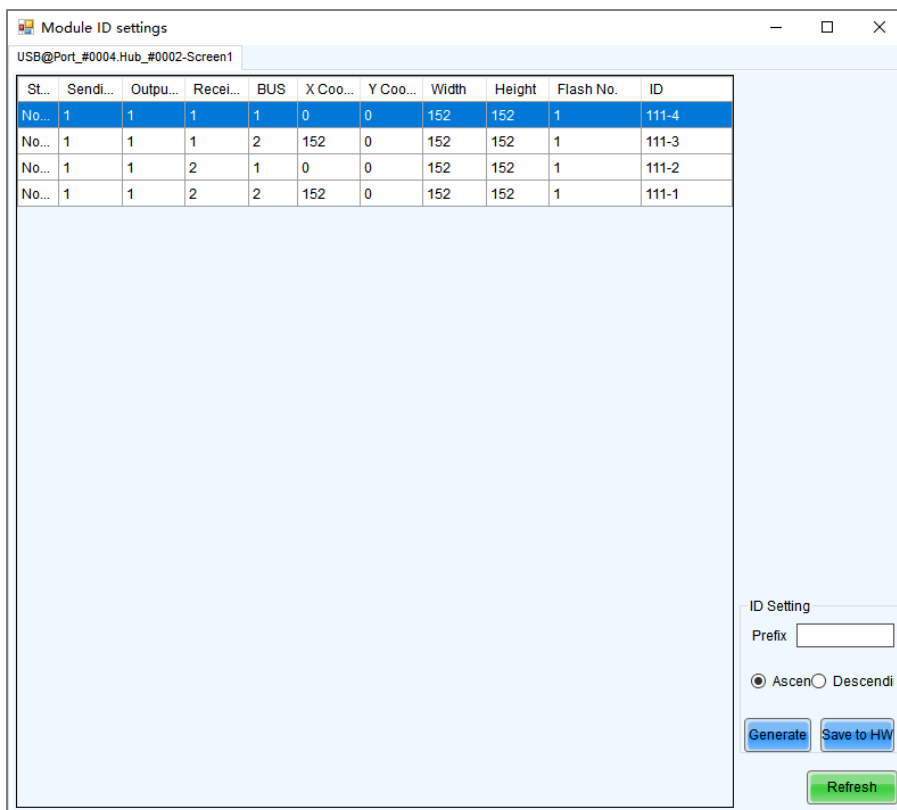 Module ID settings
USB@Port_#0004.Hub_#0002-Screen1
St... Sendi... Outpu... Recei... BUS X Coo... Y Coo... Width Height Flash No. ID
No... 1 1 1 1 0 0 152 152 1 111-4
No... 1 1 1 2 152 0 152 152 1 111-3
No... 1 1 2 1 0 0 152 152 1 111-2
No... 1 1 2 2 152 0 152 152 1 111-1
ID Setting
Prefix
Ascen Descendi
Generate Save to HW
Refresh